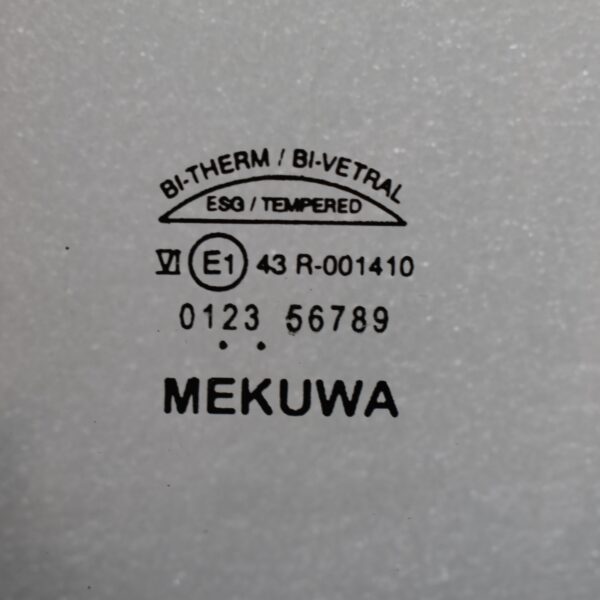 BI-THERM / BI-VETRAL
ESG / TEMPERED
VI E1 43 R-001410
0123 56789
MEKUWA